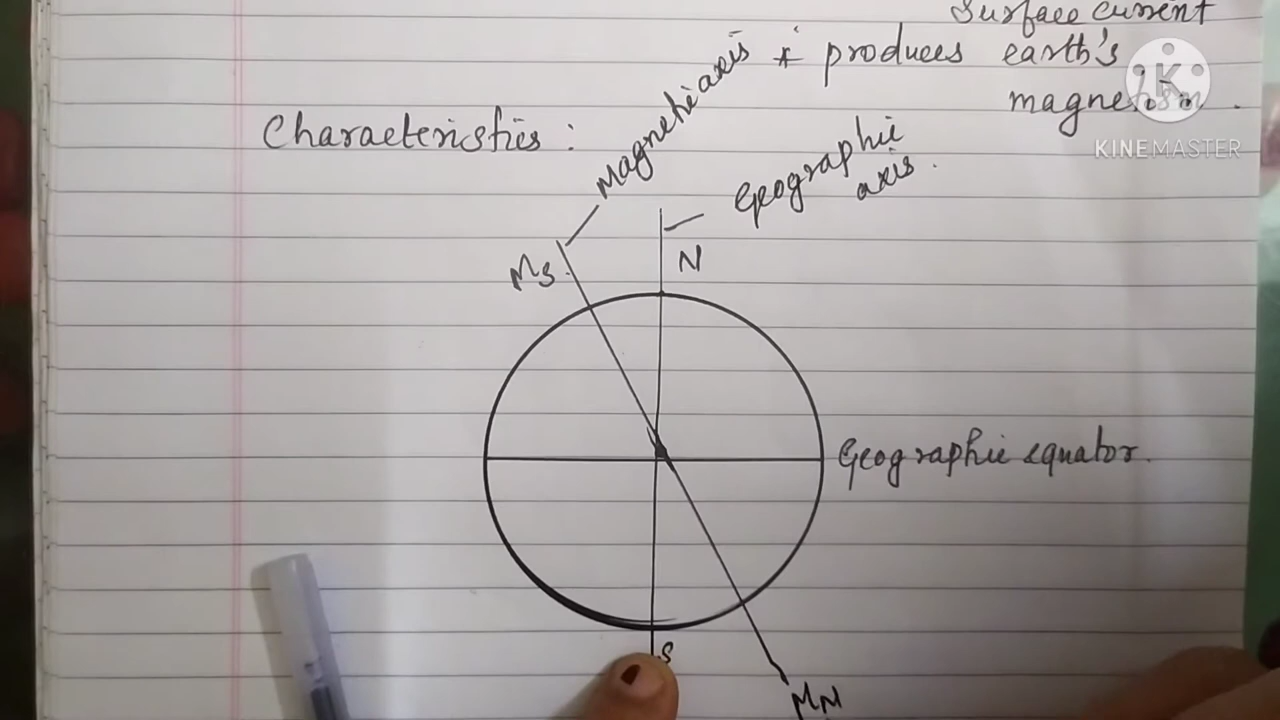 Surface current
* produces earth's
magnetism.
Characteristics :
Magnetic axis
Geographic
axis.
Ms.
N
Geographic equator.
S
MN
K
KINEMASTER